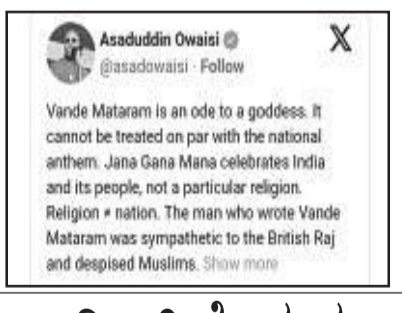 Asaduddin Owaisi
@asadowaisi · Follow
Vande Mataram is an ode to a goddess. It
cannot be treated on par with the national
anthem. Jana Gana Mana celebrates India
and its people, not a particular religion.
Religion ≠ nation. The man who wrote Vande
Mataram was sympathetic to the British Raj
and despised Muslims. Show more